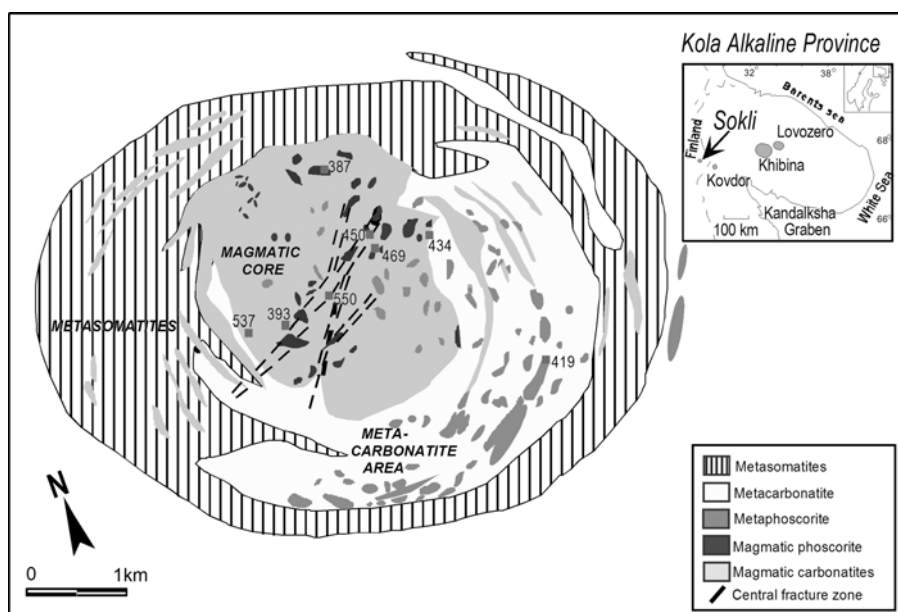 Kola Alkaline Province
32°
38°
Barents sea
Finland
Sokli
Lovozero
68°
Khibina
Kovdor
White Sea
66°
Kandalksha
Graben
100 km
387
450
434
469
MAGMATIC
CORE
550
393
537
METASOMATITES
419
META-
CARBONATITE
AREA
N
0 1km
Metasomatites
Metacarbonatite
Metaphoscorite
Magmatic phoscorite
Magmatic carbonatites
Central fracture zone